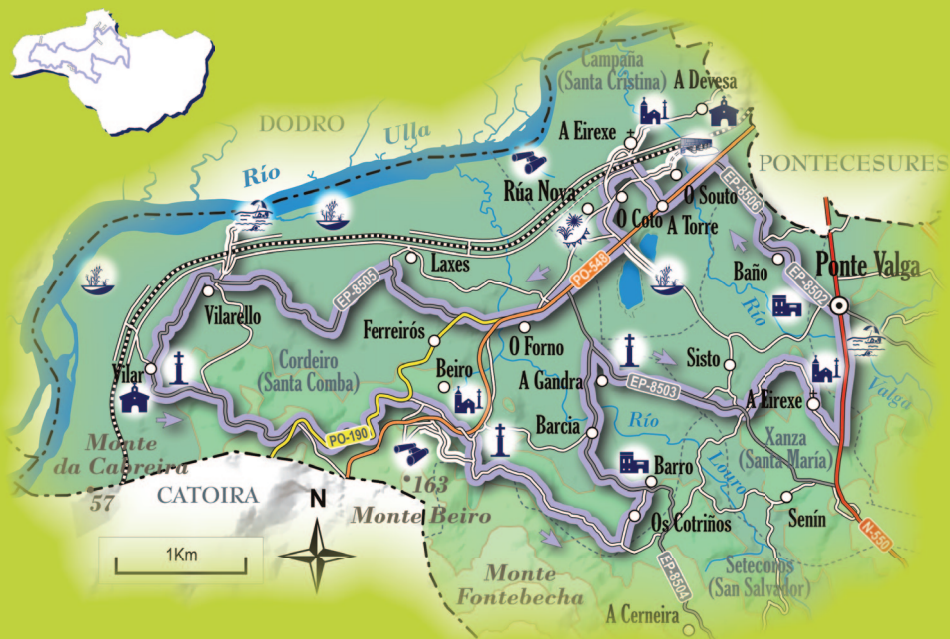 Campaña
(Santa Cristina)
A Devesa
DODRO
Río
Ulla
A Eirexe
PONTECESURES
Rúa Nova
O Souto
EP-8506
O Coto
A Torre
PO-548
Laxes
EP-8505
Baño
EP-8502
Ponte Valga
Vilarello
Río
Ferreirós
O Forno
Cordeiro
(Santa Comba)
Beiro
A Gandra
Sisto
Vilar
EP-8503
A Eirexe
Valga
Barcia
Río
PO-190
Xanza
(Santa María)
Monte
da Cabreira
57
CATOIRA
163
Monte Beiro
Barro
Louro
N
Os Cotriños
Senín
N-550
1Km
Monte
Fontebecha
EP-8504
Setecoros
(San Salvador)
A Cerneira